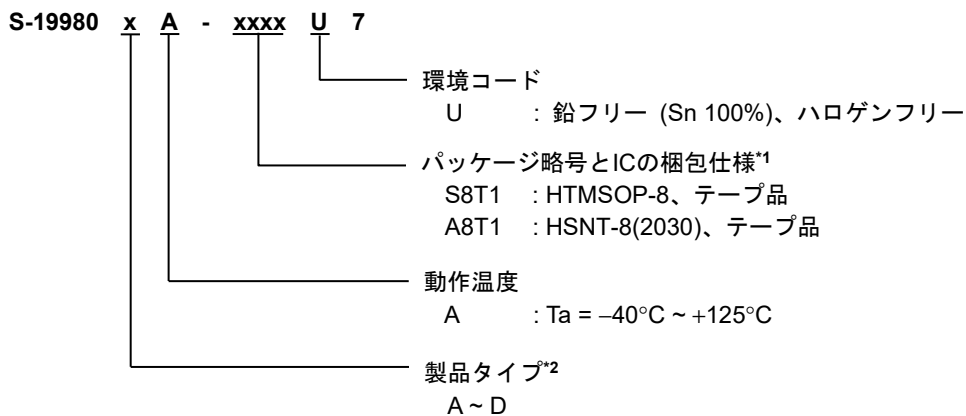 S-19980 x A - xxxx U 7
環境コード
U : 鉛フリー (Sn 100%)、ハロゲンフリー
パッケージ略号とICの梱包仕様*1
S8T1 : HTMSOP-8、テープ品
A8T1 : HSNT-8(2030)、テープ品
動作温度
A : Ta = −40°C ~ +125°C
製品タイプ*2
A ~ D